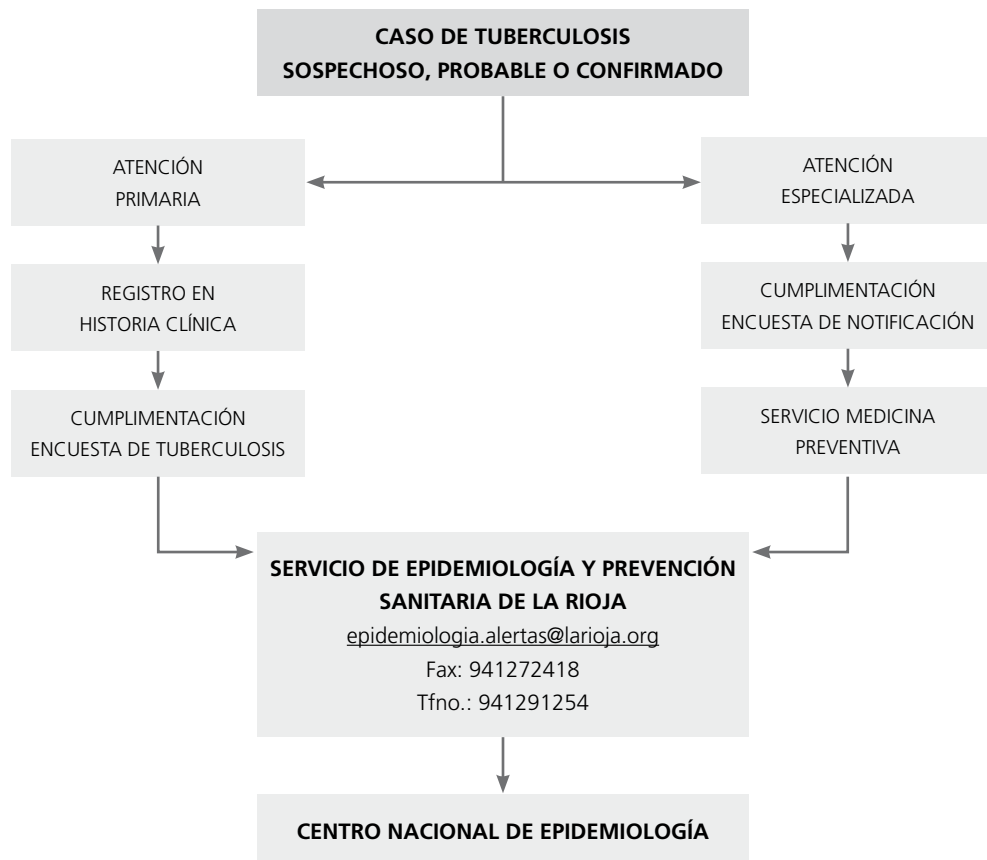 CASO DE TUBERCULOSIS
SOSPECHOSO, PROBABLE O CONFIRMADO
ATENCIÓN
PRIMARIA
REGISTRO EN
HISTORIA CLÍNICA
CUMPLIMENTACIÓN
ENCUESTA DE TUBERCULOSIS
ATENCIÓN
ESPECIALIZADA
CUMPLIMENTACIÓN
ENCUESTA DE NOTIFICACIÓN
SERVICIO MEDICINA
PREVENTIVA
SERVICIO DE EPIDEMIOLOGÍA Y PREVENCIÓN
SANITARIA DE LA RIOJA
epidemiologia.alertas@larioja.org
Fax: 941272418
Tfno.: 941291254
CENTRO NACIONAL DE EPIDEMIOLOGÍA